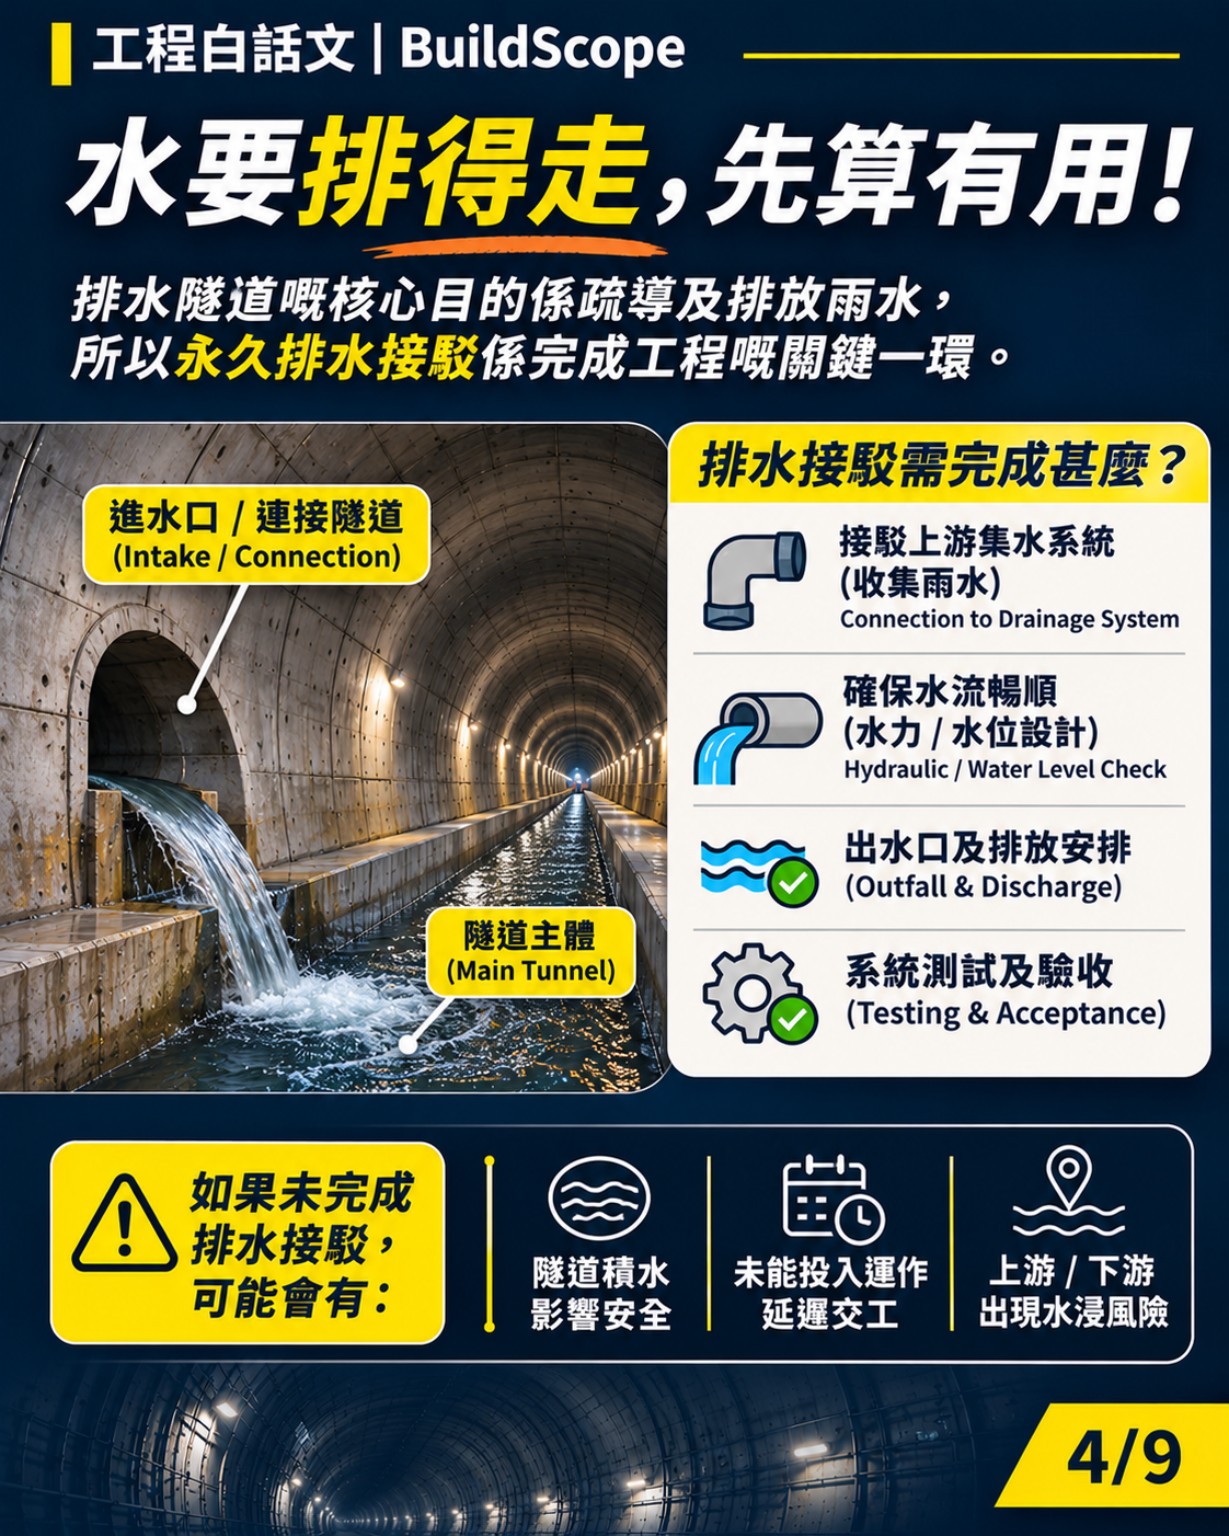 工程白話文 | BuildScope
水要排得走，先算有用！
排水隧道嘅核心目的係疏導及排放雨水，
所以永久排水接駁係完成工程嘅關鍵一環。
進水口 / 連接隧道
(Intake / Connection)
隧道主體
(Main Tunnel)
排水接駁需完成甚麼？
接駁上游集水系統
(收集雨水)
Connection to Drainage System
確保水流暢順
(水力 / 水位設計)
Hydraulic / Water Level Check
出水口及排放安排
(Outfall & Discharge)
系統測試及驗收
(Testing & Acceptance)
如果未完成
排水接駁，
可能會有：
隧道積水
影響安全
未能投入運作
延遲交工
上游 / 下游
出現水浸風險
4/9